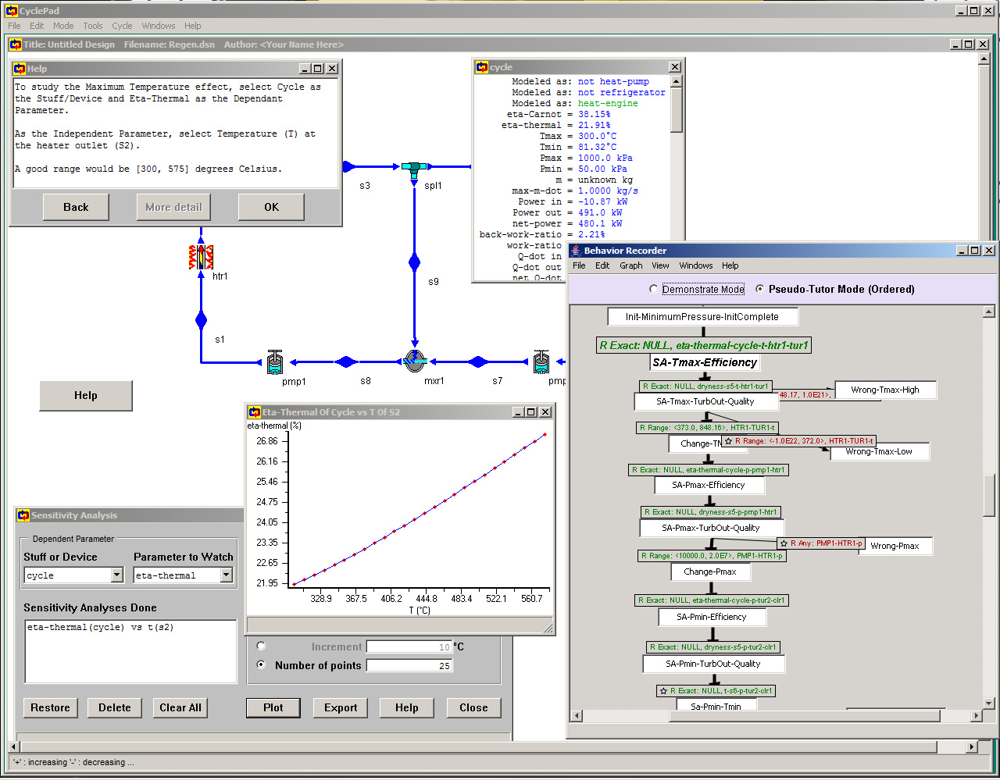 CyclePad
File Edit Mode Tools Cycle Windows Help
Title: Untitled Design Filename: Regen.dsn Author: <Your Name Here>
Help
To study the Maximum Temperature effect, select Cycle as
the Stuff/Device and Eta-Thermal as the Dependant
Parameter.
As the Independent Parameter, select Temperature (T) at
the heater outlet (S2).
A good range would be [300, 575] degrees Celsius.
Back
More detail
OK
cycle
Modeled as: not heat-pump
Modeled as: not refrigerator
Modeled as: heat-engine
eta-Carnot = 38.15%
eta-thermal = 21.91%
Tmax = 300.0°C
Tmin = 81.32°C
Pmax = 1000.0 kPa
Pmin = 50.00 kPa
m = unknown kg
max-m-dot = 1.0000 kg/s
Power in = -10.87 kW
Power out = 491.0 kW
net-power = 480.1 kW
back-work-ratio = 2.21%
work-ratio
Q-dot in
Q-dot out
net Q-dot
s3
spl1
htr1
s9
s1
pmp1
s8
mxr1
s7
pmp
Help
Behavior Recorder
File Edit Graph View Windows Help
Demonstrate Mode
Pseudo-Tutor Mode (Ordered)
Init-MinimumPressure-InitComplete
R Exact: NULL, eta-thermal-cycle-t-htr1-tur1
SA-Tmax-Efficiency
R Exact: NULL, dryness-s5-t-htr1-tur1
48.17, 1.0E21>,
Wrong-Tmax-High
SA-Tmax-TurbOut-Quality
R Range: <373.0, 848.16>, HTR1-TUR1-t
Change-TM
R Range: <-1.0E22, 372.0>, HTR1-TUR1-t
Wrong-Tmax-Low
R Exact: NULL, eta-thermal-cycle-p-pmp1-htr1
SA-Pmax-Efficiency
R Exact: NULL, dryness-s5-p-pmp1-htr1
SA-Pmax-TurbOut-Quality
R Any: PMP1-HTR1-p
Wrong-Pmax
R Range: <10000.0, 2.0E7>, PMP1-HTR1-p
Change-Pmax
R Exact: NULL, eta-thermal-cycle-p-tur2-clr1
SA-Pmin-Efficiency
R Exact: NULL, dryness-s5-p-tur2-clr1
SA-Pmin-TurbOut-Quality
R Exact: NULL, t-s6-p-tur2-clr1
Sa-Pmin-Tmin
Eta-Thermal Of Cycle vs T Of S2
eta-thermal (%)
26.86
26.16
25.46
24.75
24.05
23.35
22.65
21.95
328.9 367.5 406.2 444.8 483.4 522.1 560.7
T (°C)
Sensitivity Analysis
Dependent Parameter
Stuff or Device
Parameter to Watch
cycle
eta-thermal
Sensitivity Analyses Done
eta-thermal(cycle) vs t(s2)
Increment 10 °C
Number of points 25
Restore
Delete
Clear All
Plot
Export
Help
Close
'+' : increasing '-' : decreasing ...